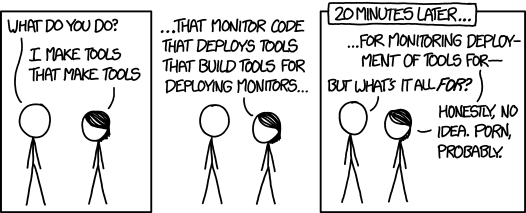 WHAT DO YOU DO?
I MAKE TOOLS
THAT MAKE TOOLS
...THAT MONITOR CODE
THAT DEPLOYS TOOLS
THAT BUILD TOOLS FOR
DEPLOYING MONITORS...
20 MINUTES LATER...
...FOR MONITORING DEPLOY-
MENT OF TOOLS FOR—
BUT WHAT'S IT ALL FOR?
HONESTLY, NO
IDEA. PORN,
PROBABLY.